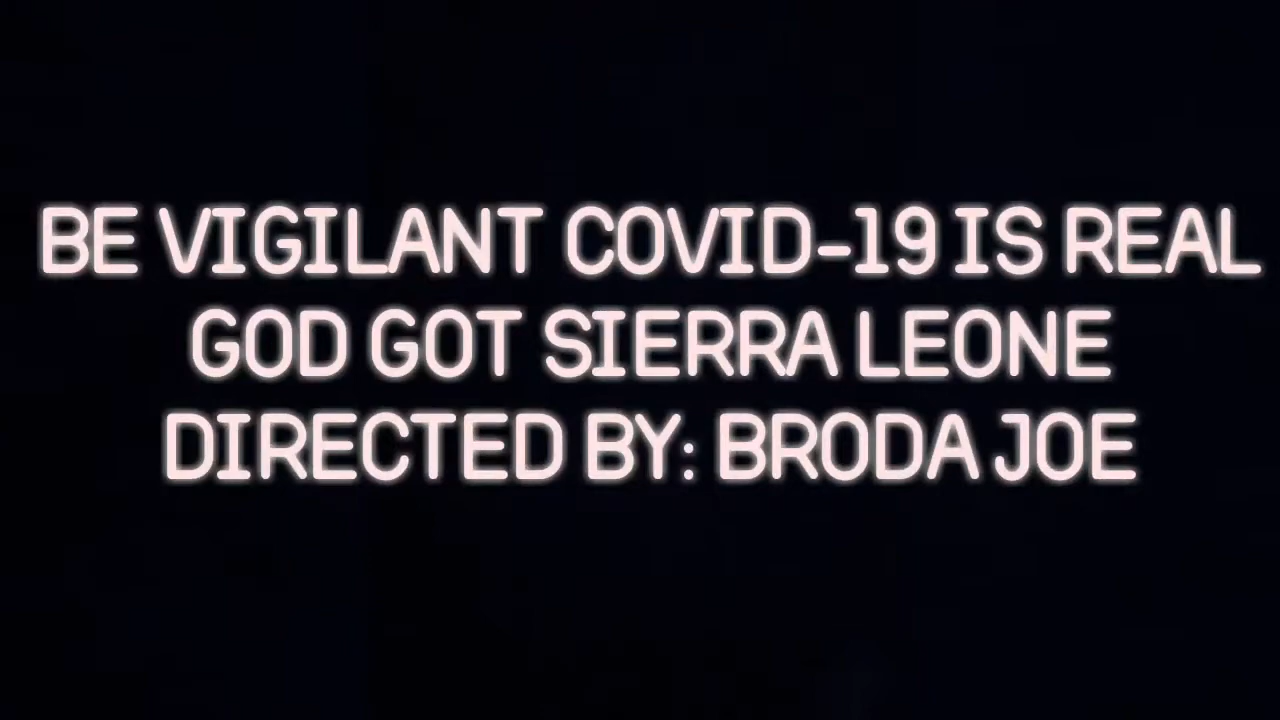 BE VIGILANT COVID-19 IS REAL
GOD GOT SIERRA LEONE
DIRECTED BY: BRODA JOE